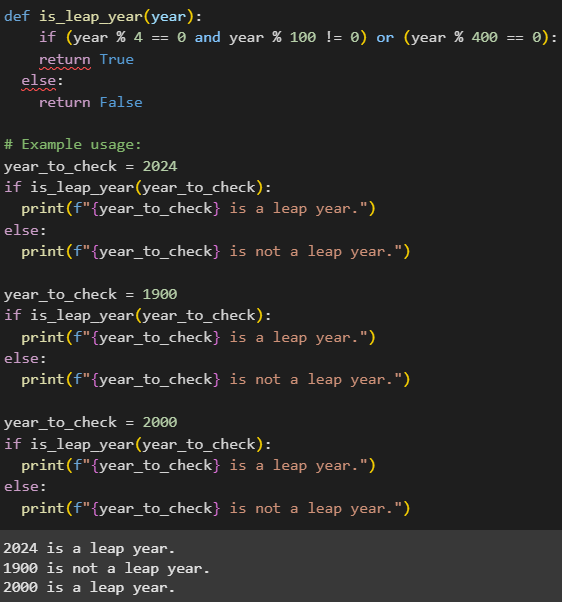 def is_leap_year(year):
    if (year % 4 == 0 and year % 100 != 0) or (year % 400 == 0):
    return True
  else:
    return False

# Example usage:
year_to_check = 2024
if is_leap_year(year_to_check):
  print(f"{year_to_check} is a leap year.")
else:
  print(f"{year_to_check} is not a leap year.")

year_to_check = 1900
if is_leap_year(year_to_check):
  print(f"{year_to_check} is a leap year.")
else:
  print(f"{year_to_check} is not a leap year.")

year_to_check = 2000
if is_leap_year(year_to_check):
  print(f"{year_to_check} is a leap year.")
else:
  print(f"{year_to_check} is not a leap year.")

2024 is a leap year.
1900 is not a leap year.
2000 is a leap year.